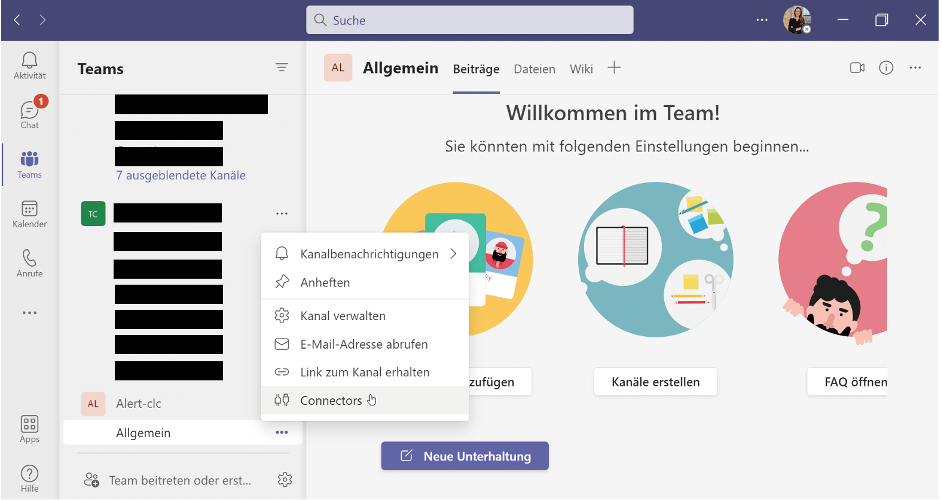 Suche
Aktivität
Chat
1
Teams
Kalender
Anrufe
Apps
Hilfe
Teams
7 ausgeblendete Kanäle
TC
AL Alert-clc
Allgemein
Team beitreten oder erst...
Kanalbenachrichtigungen
Anheften
Kanal verwalten
E-Mail-Adresse abrufen
Link zum Kanal erhalten
Connectors
AL Allgemein Beiträge Dateien Wiki
Willkommen im Team!
Sie könnten mit folgenden Einstellungen beginnen...
zufügen
Kanäle erstellen
FAQ öffnen
Neue Unterhaltung